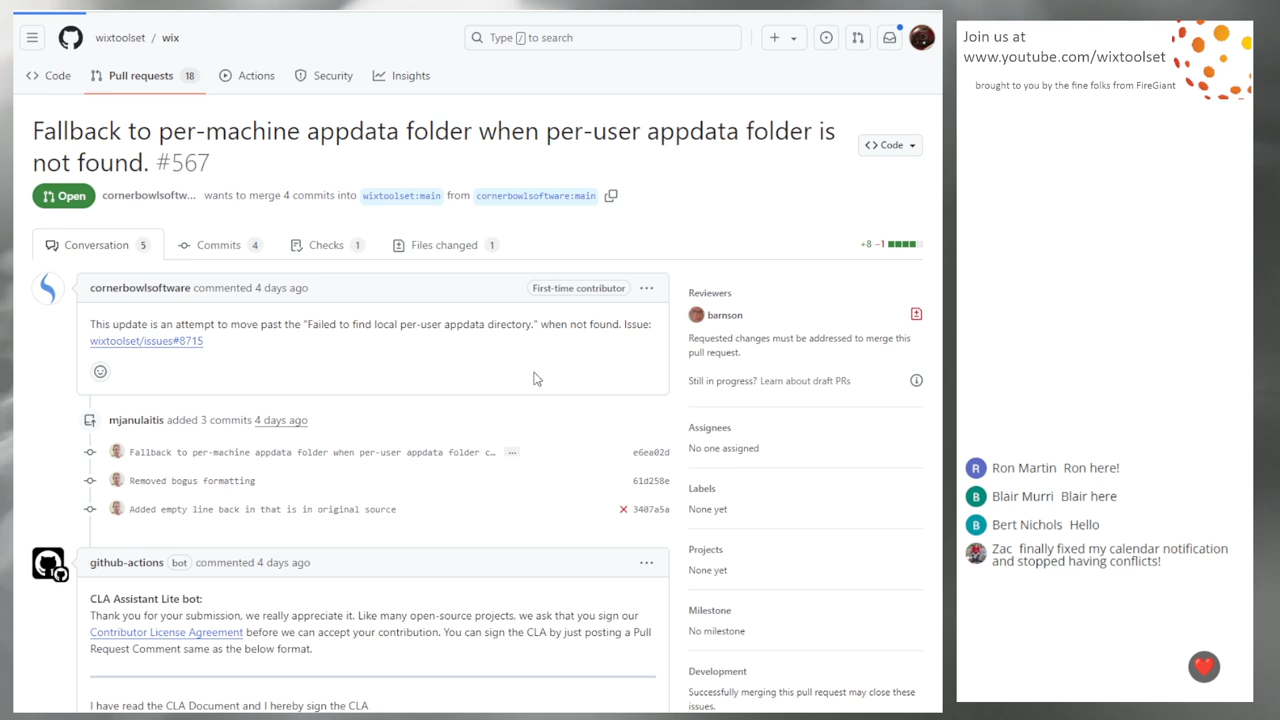 wixtoolset / wix
Type / to search
Code
Pull requests 18
Actions
Security
Insights
Fallback to per-machine appdata folder when per-user appdata folder is
not found. #567
Code
Open
cornerbowlsoftw... wants to merge 4 commits into wixtoolset:main from cornerbowlsoftware:main
Conversation 5
Commits 4
Checks 1
Files changed 1
+8 −1
cornerbowlsoftware commented 4 days ago
First-time contributor
This update is an attempt to move past the "Failed to find local per-user appdata directory." when not found. Issue:
wixtoolset/issues#8715
mjanulaitis added 3 commits 4 days ago
Fallback to per-machine appdata folder when per-user appdata folder c... ... e6ea02d
Removed bogus formatting 61d258e
Added empty line back in that is in original source 3407a5a
github-actions bot commented 4 days ago
CLA Assistant Lite bot:
Thank you for your submission, we really appreciate it. Like many open-source projects, we ask that you sign our
Contributor License Agreement before we can accept your contribution. You can sign the CLA by just posting a Pull
Request Comment same as the below format.
I have read the CLA Document and I hereby sign the CLA
Reviewers
barnson
Requested changes must be addressed to merge this
pull request.
Still in progress? Learn about draft PRs
Assignees
No one assigned
Labels
None yet
Projects
None yet
Milestone
No milestone
Development
Successfully merging this pull request may close these
issues.
Join us at
www.youtube.com/wixtoolset
brought to you by the fine folks from FireGiant
R Ron Martin Ron here!
B Blair Murri Blair here
B Bert Nichols Hello
Zac finally fixed my calendar notification
and stopped having conflicts!